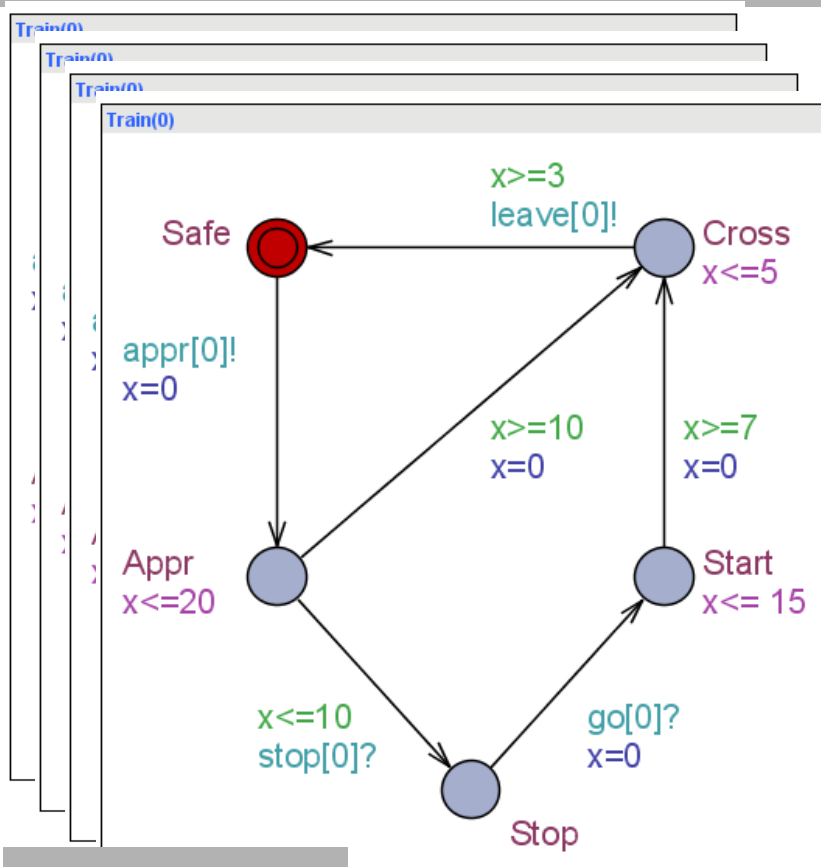 Train(0)
Train(0)
Train(0)
Train(0)
x>=3
leave[0]!
Safe
Cross
x<=5
appr[0]!
x=0
x>=10
x=0
x>=7
x=0
Appr
x<=20
Start
x<= 15
x<=10
stop[0]?
go[0]?
x=0
Stop